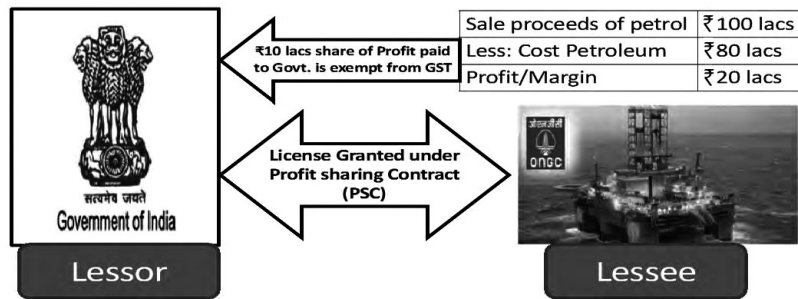 Sale proceeds of petrol ₹100 lacs
Less: Cost Petroleum ₹80 lacs
Profit/Margin ₹20 lacs
₹10 lacs share of Profit paid
to Govt. is exempt from GST
सत्यमेव जयते
Government of India
License Granted under
Profit sharing Contract
(PSC)
ओएनजीसी
ONGC
Lessor
Lessee